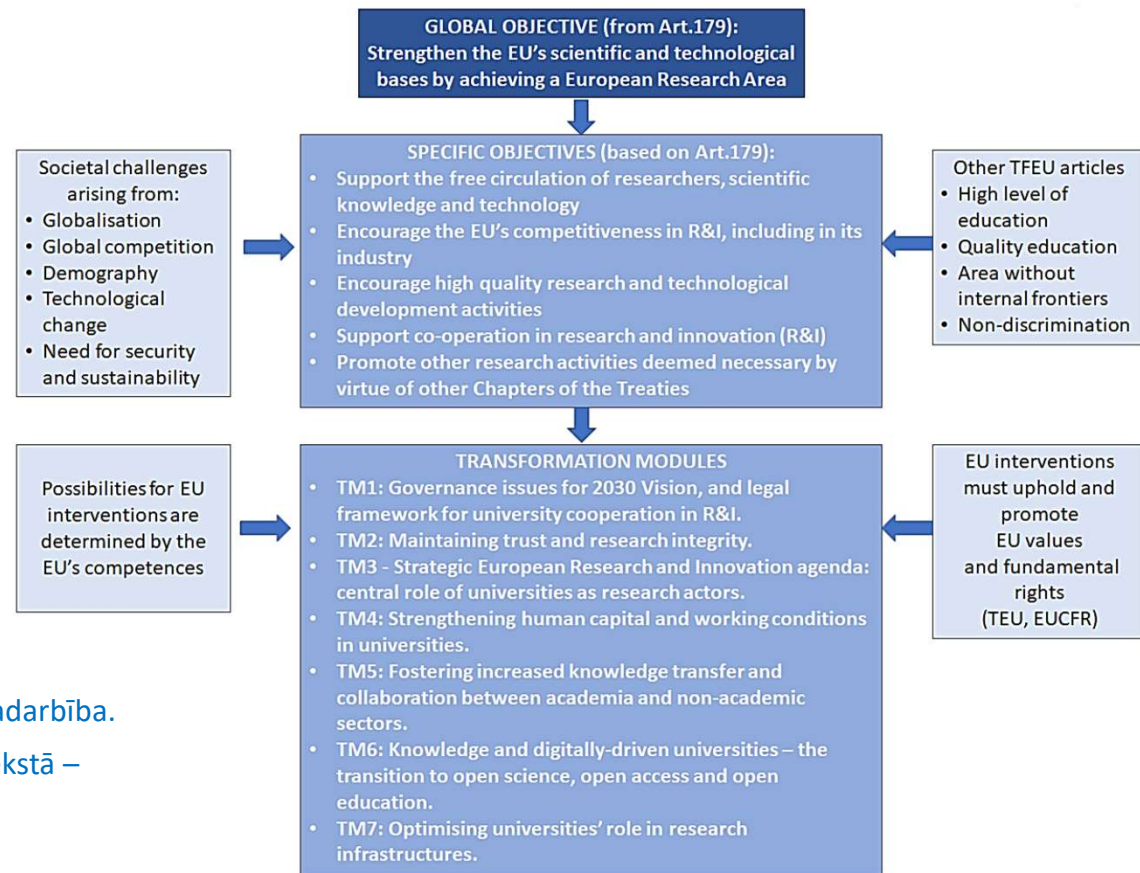 GLOBAL OBJECTIVE (from Art.179):
Strengthen the EU's scientific and technological
bases by achieving a European Research Area
Societal challenges
arising from:
• Globalisation
• Global competition
• Demography
• Technological
change
• Need for security
and sustainability
SPECIFIC OBJECTIVES (based on Art.179):
• Support the free circulation of researchers, scientific
knowledge and technology
• Encourage the EU's competitiveness in R&I, including in its
industry
• Encourage high quality research and technological
development activities
• Support co-operation in research and innovation (R&I)
• Promote other research activities deemed necessary by
virtue of other Chapters of the Treaties
Other TFEU articles
• High level of
education
• Quality education
• Area without
internal frontiers
• Non-discrimination
Possibilities for EU
interventions are
determined by the
EU's competences
TRANSFORMATION MODULES
• TM1: Governance issues for 2030 Vision, and legal
framework for university cooperation in R&I.
• TM2: Maintaining trust and research integrity.
• TM3 - Strategic European Research and Innovation agenda:
central role of universities as research actors.
• TM4: Strengthening human capital and working conditions
in universities.
• TM5: Fostering increased knowledge transfer and
collaboration between academia and non-academic
sectors.
• TM6: Knowledge and digitally-driven universities – the
transition to open science, open access and open
education.
• TM7: Optimising universities' role in research
infrastructures.
EU interventions
must uphold and
promote
EU values
and fundamental
rights
(TEU, EUCFR)
adarbība.
kstā –